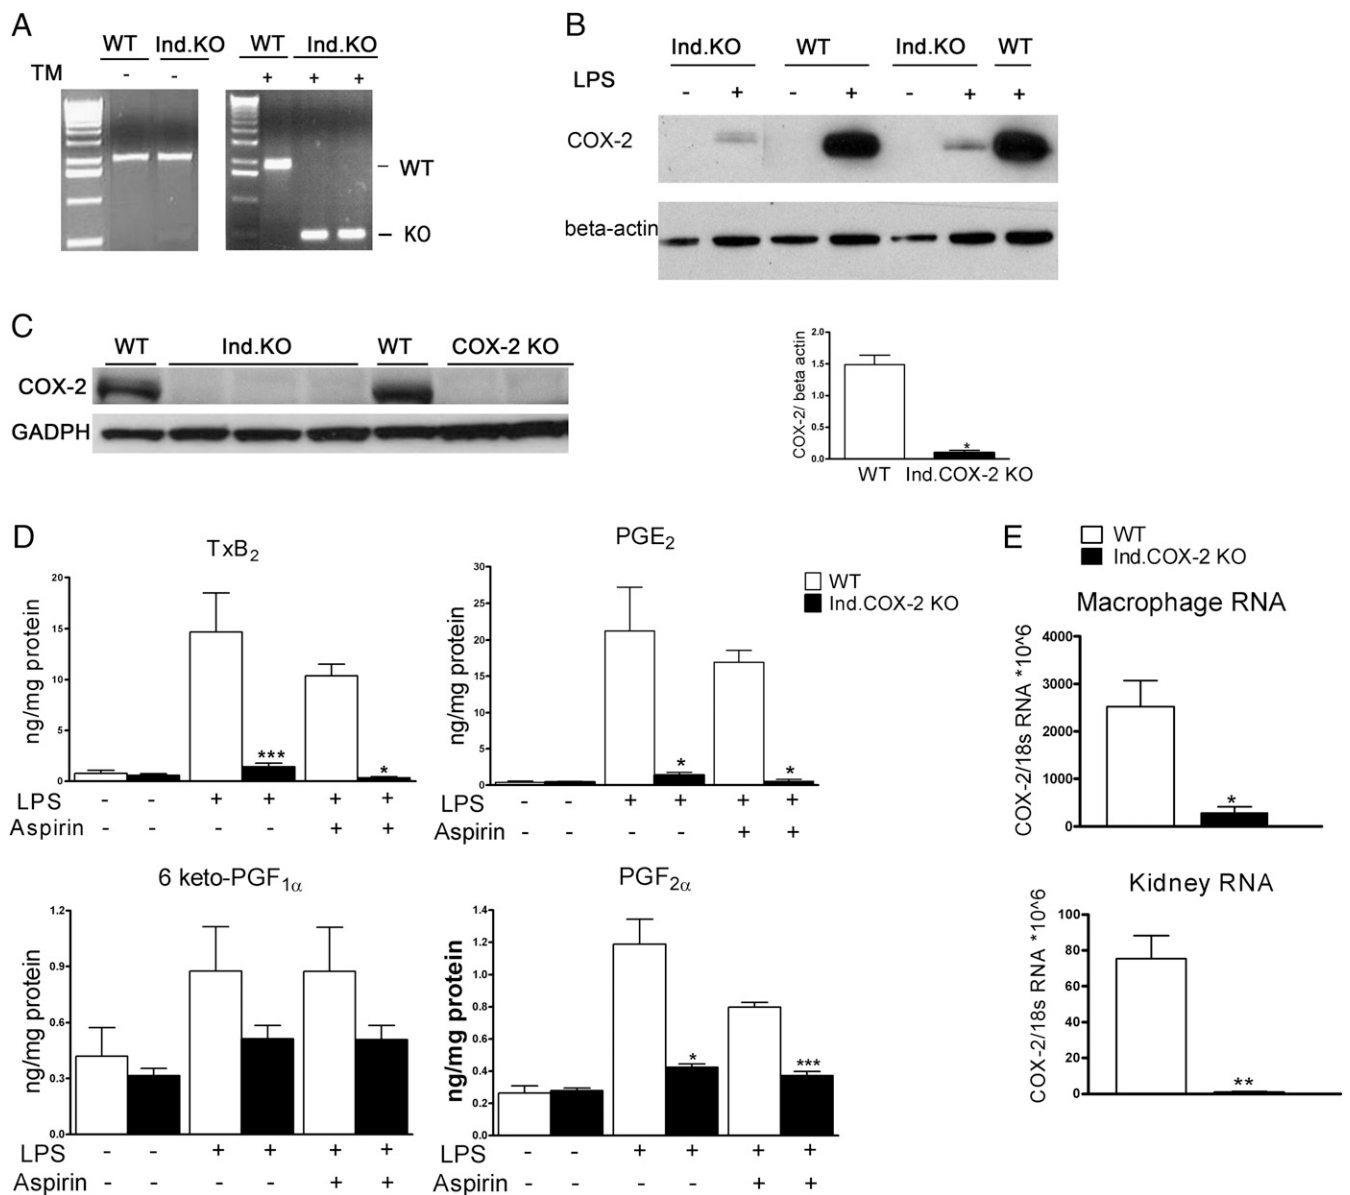 A
WT Ind.KO WT Ind.KO
TM - - + + +
WT
KO
B
Ind.KO WT Ind.KO WT
LPS - + - + - + +
COX-2
beta-actin
C
WT Ind.KO WT COX-2 KO
COX-2
GADPH
COX-2/ beta actin
2.0
1.5
1.0
0.5
0.0
*
WT Ind.COX-2 KO
D
TxB2
ng/mg protein
20
15
10
5
0
*** *
LPS - - + + + +
Aspirin - - - - + +
PGE2
ng/mg protein
30
25
20
15
10
5
0
* *
LPS - - + + + +
Aspirin - - - - + +
WT
Ind.COX-2 KO
6 keto-PGF1α
ng/mg protein
1.2
0.9
0.6
0.3
0.0
LPS - - + + + +
Aspirin - - - - + +
PGF2α
ng/mg protein
1.4
1.2
1.0
0.8
0.6
0.4
0.2
0.0
* ***
LPS - - + + + +
Aspirin - - - - + +
E
WT
Ind.COX-2 KO
Macrophage RNA
COX-2/18s RNA *10^6
4000
3000
2000
1000
0
*
Kidney RNA
COX-2/18s RNA *10^6
100
80
60
40
20
0
**